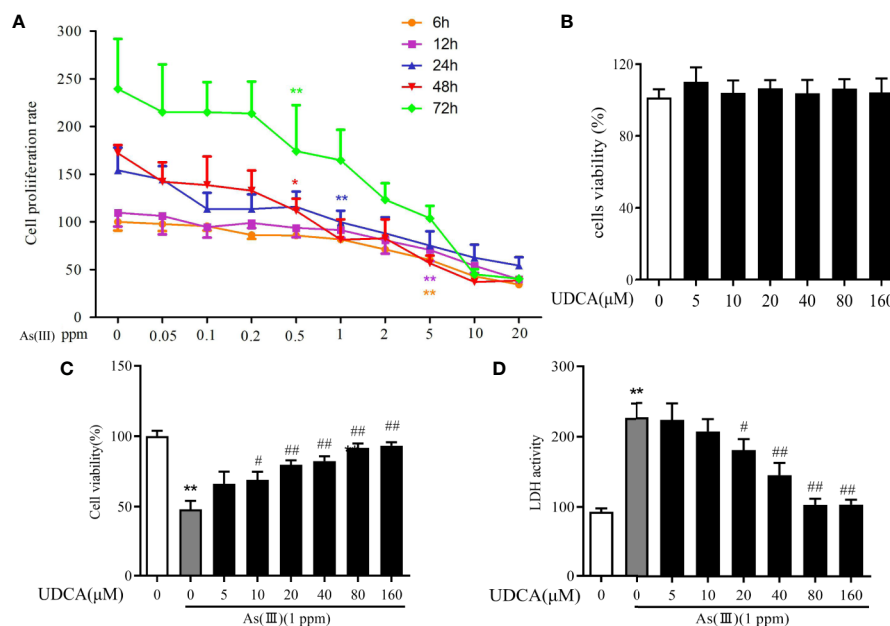 A
300
250
200
150
100
50
0
Cell proliiferation rate
As(III) ppm
0 0.05 0.1 0.2 0.5 1 2 5 10 20
6h
12h
24h
48h
72h
**
*
**
**
**
B
120
80
40
0
cells viability (%)
UDCA(μM)
0 5 10 20 40 80 160
C
150
100
50
0
Cell viability(%)
** # ## ## ## ##
**
UDCA(μM)
0 0 5 10 20 40 80 160
As(Ⅲ)(1 ppm)
D
300
200
100
0
LDH activity
** # ## ## ##
UDCA(μM)
0 0 5 10 20 40 80 160
As(Ⅲ)(1 ppm)